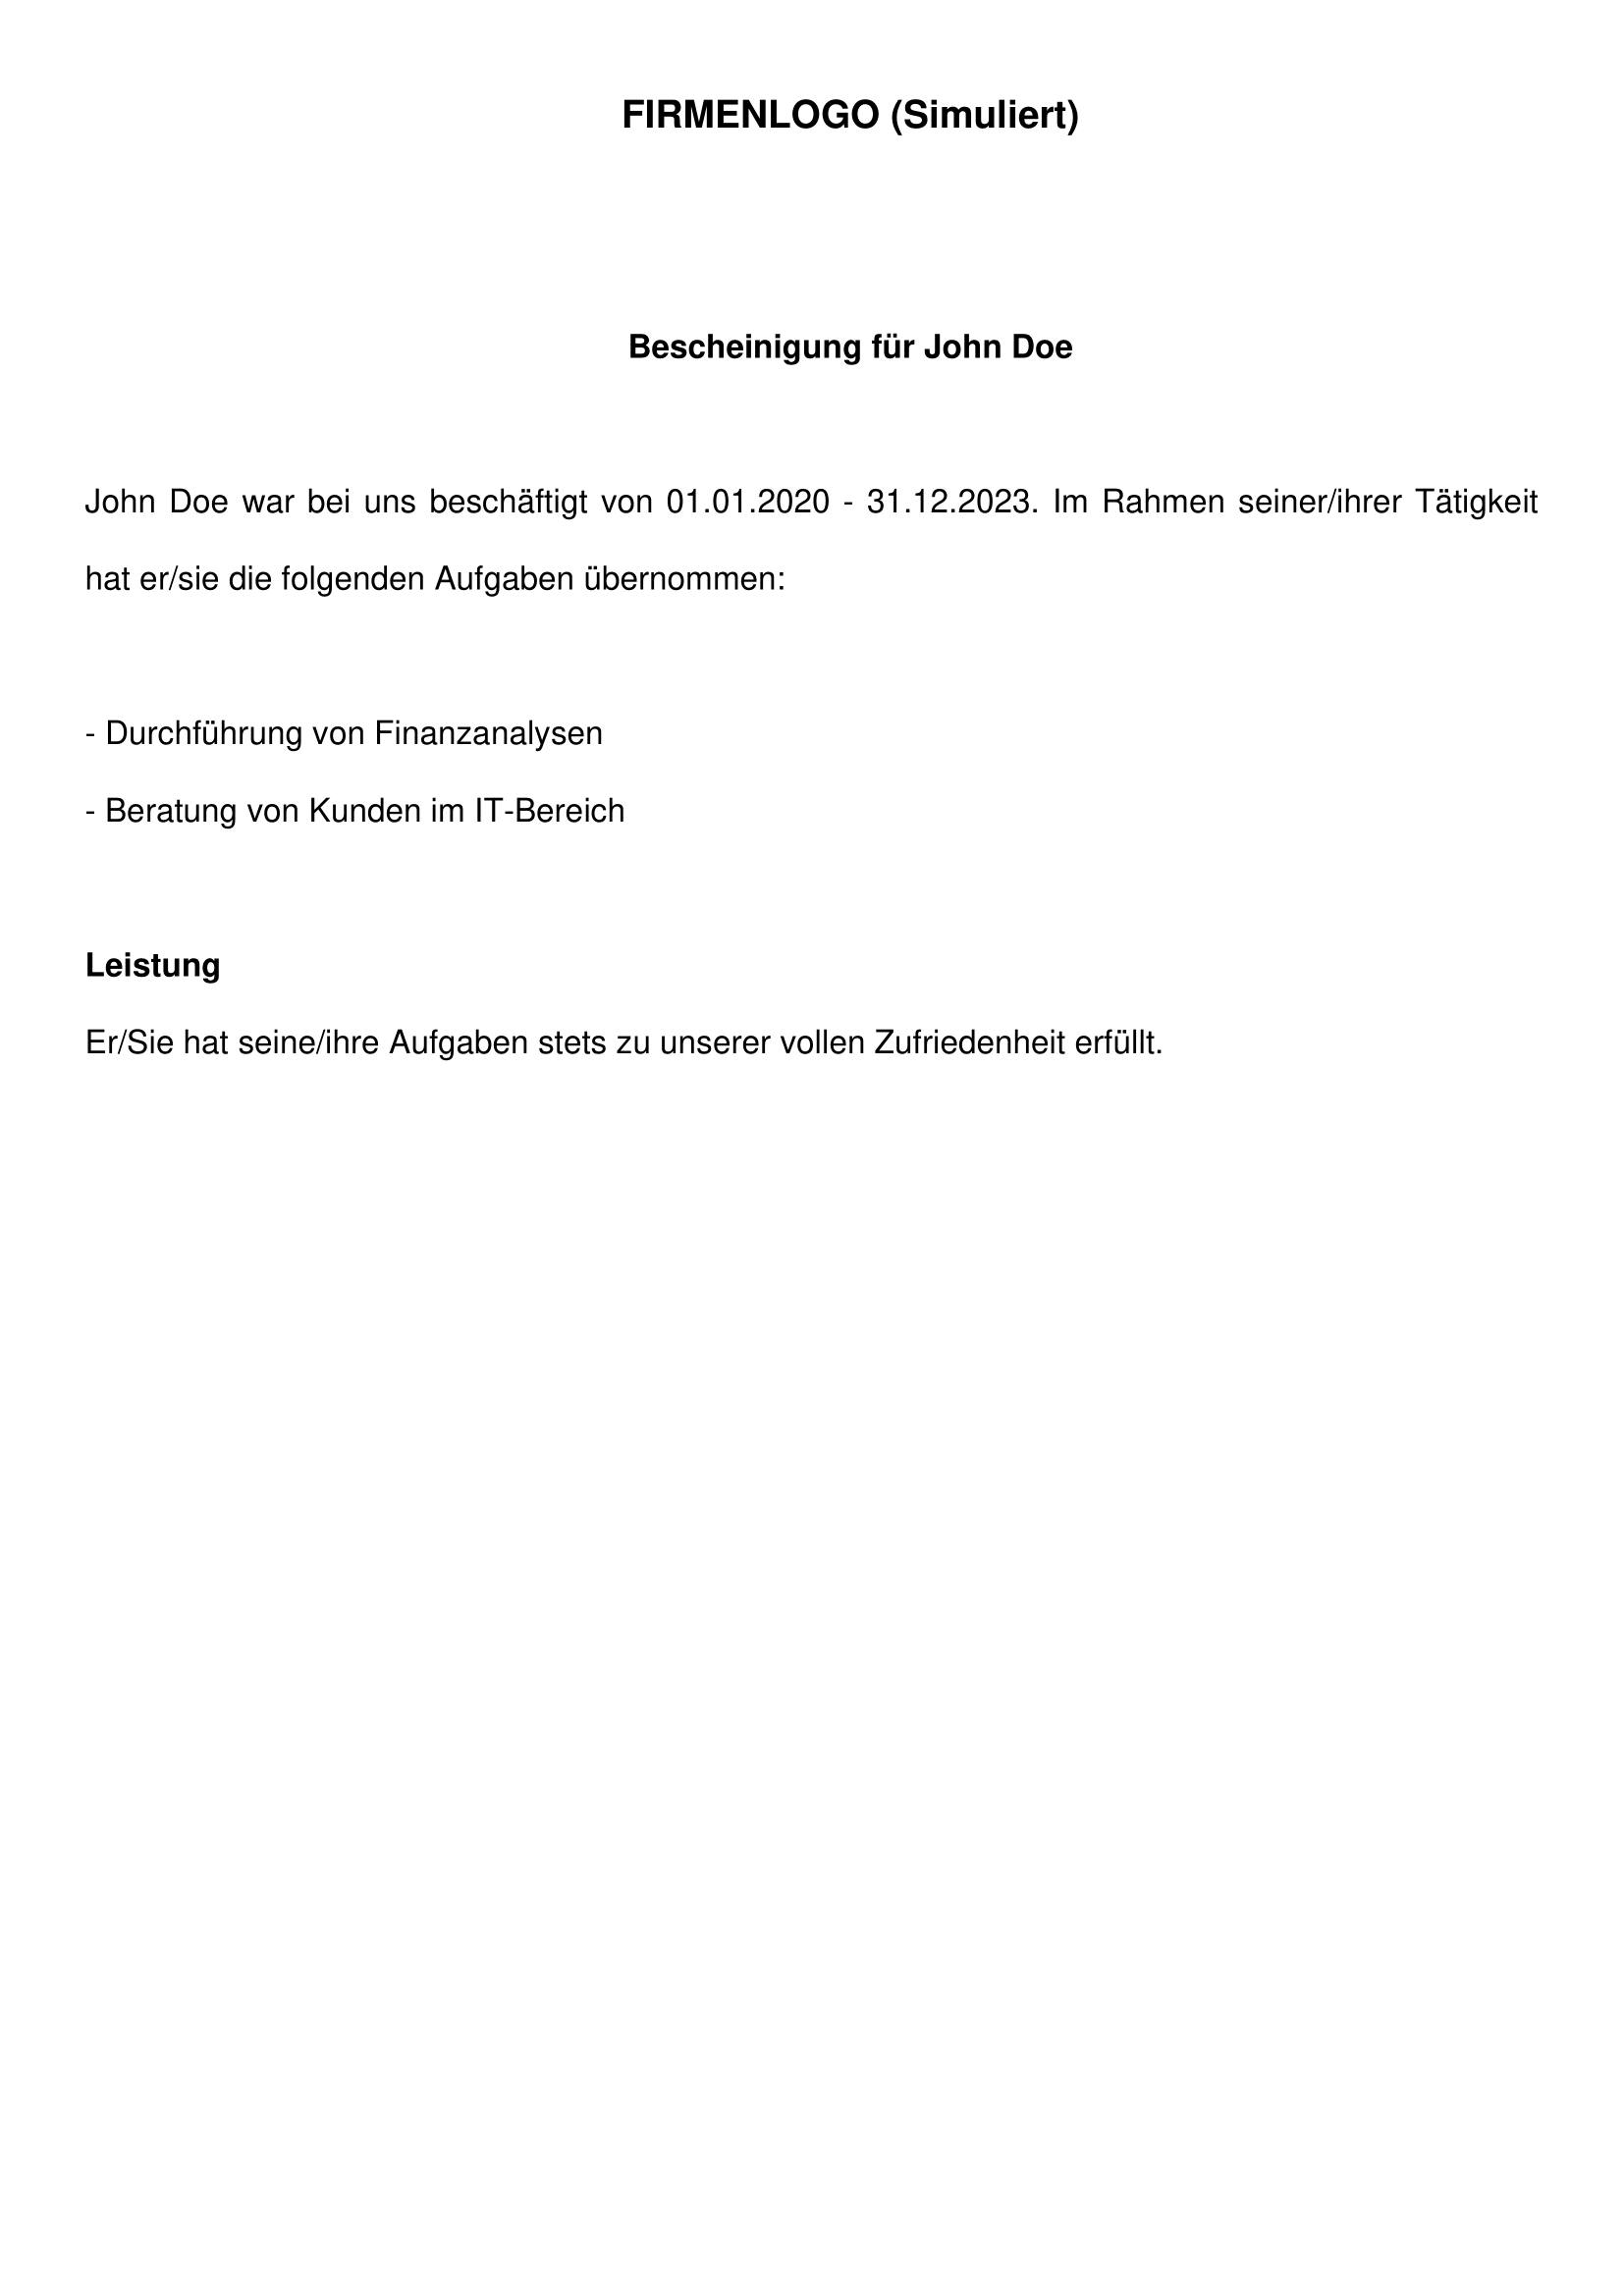 FIRMENLOGO (Simuliert)
Bescheinigung für John Doe
John Doe war bei uns beschäftigt von 01.01.2020 - 31.12.2023. Im Rahmen seiner/ihrer Tätigkeit
hat er/sie die folgenden Aufgaben übernommen:
- Durchführung von Finanzanalysen
- Beratung von Kunden im IT-Bereich
Leistung
Er/Sie hat seine/ihre Aufgaben stets zu unserer vollen Zufriedenheit erfüllt.